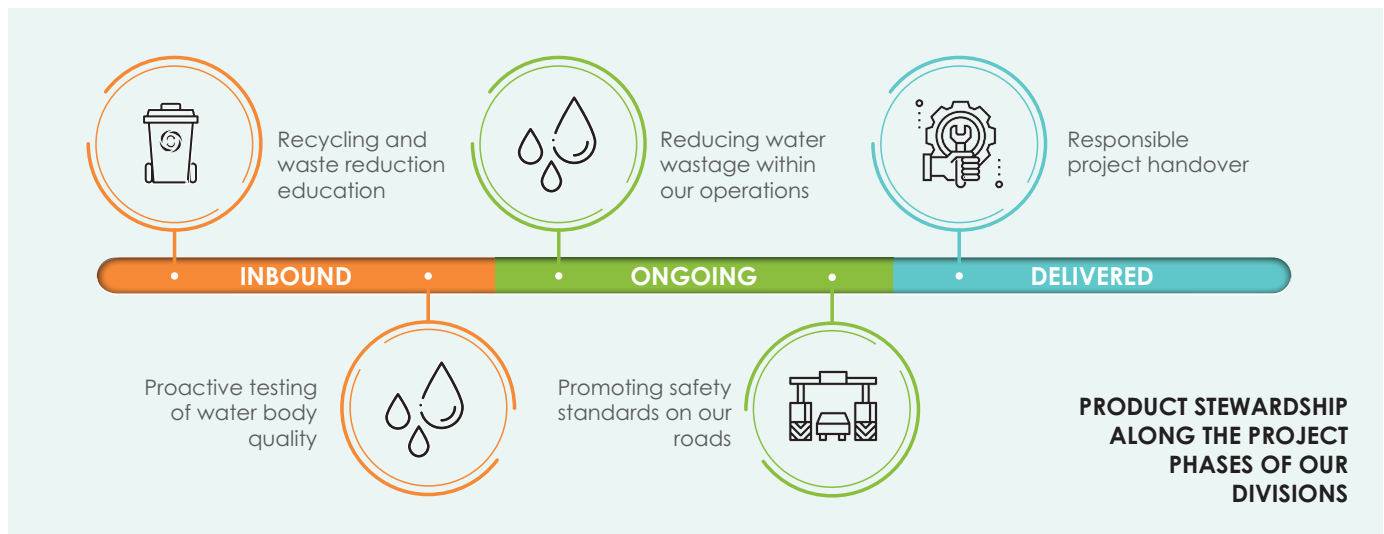 Recycling and
waste reduction
education
Reducing water
wastage within
our operations
Responsible
project handover
INBOUND
ONGOING
DELIVERED
Proactive testing
of water body
quality
Promoting safety
standards on our
roads
PRODUCT STEWARDSHIP
ALONG THE PROJECT
PHASES OF OUR
DIVISIONS